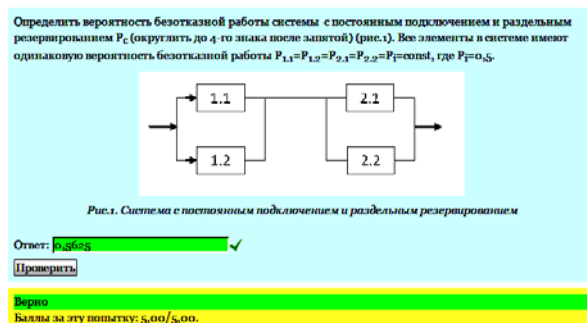 Определить вероятность безотказной работы системы с постоянным подключением и раздельным
резервированием Pс (округлить до 4-го знака после запятой) (рис.1). Все элементы в системе имеют
одинаковую вероятность безотказной работы P1.1=P1.2=P2.1=P2.2=Pi=const, где Pi=0,5.
1.1 2.1
1.2 2.2
Рис.1. Система с постоянным подключением и раздельным резервированием
Ответ: 0,5625
Проверить
Верно
Баллы за эту попытку: 5,00/5,00.